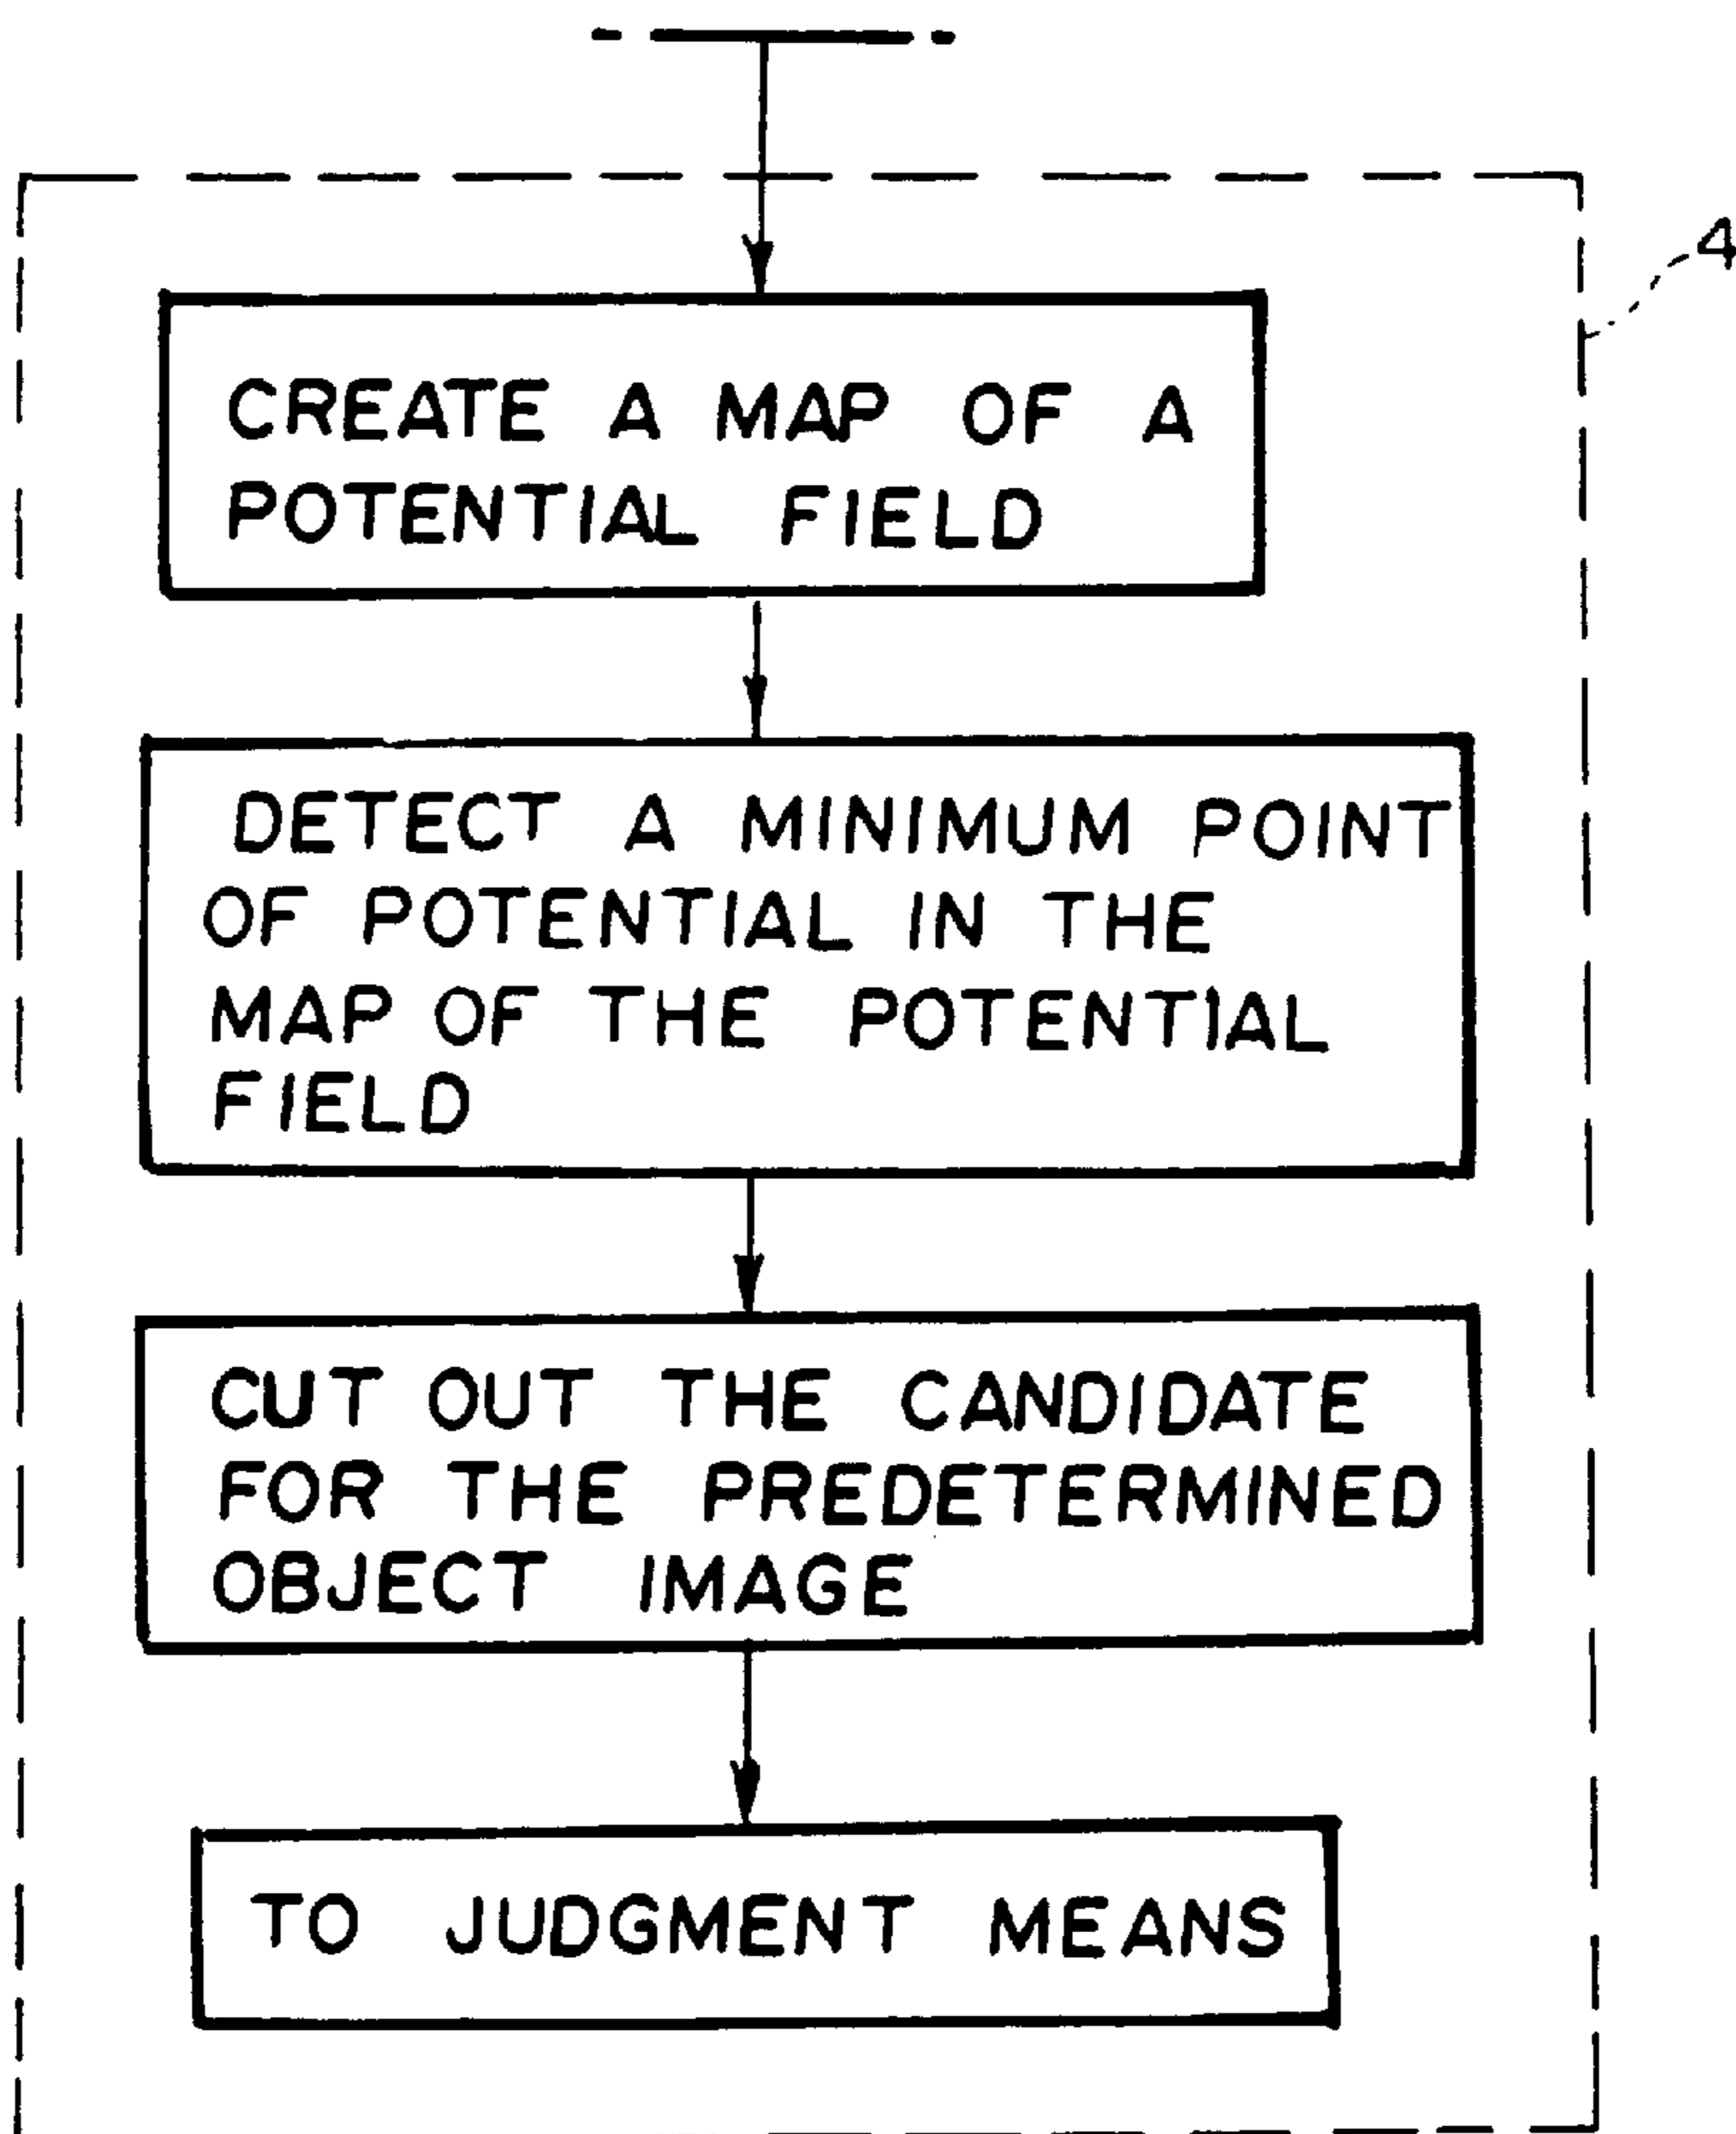 4
CREATE A MAP OF A
POTENTIAL FIELD
DETECT A MINIMUM POINT
OF POTENTIAL IN THE
MAP OF THE POTENTIAL
FIELD
CUT OUT THE CANDIDATE
FOR THE PREDETERMINED
OBJECT IMAGE
TO JUDGMENT MEANS